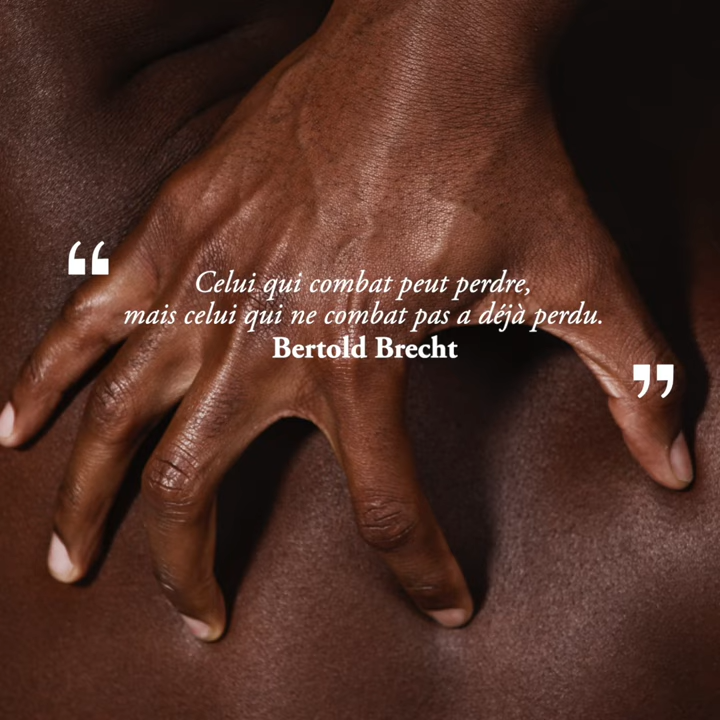 “
Celui qui combat peut perdre,
mais celui qui ne combat pas a déjà perdu.
Bertold Brecht
”